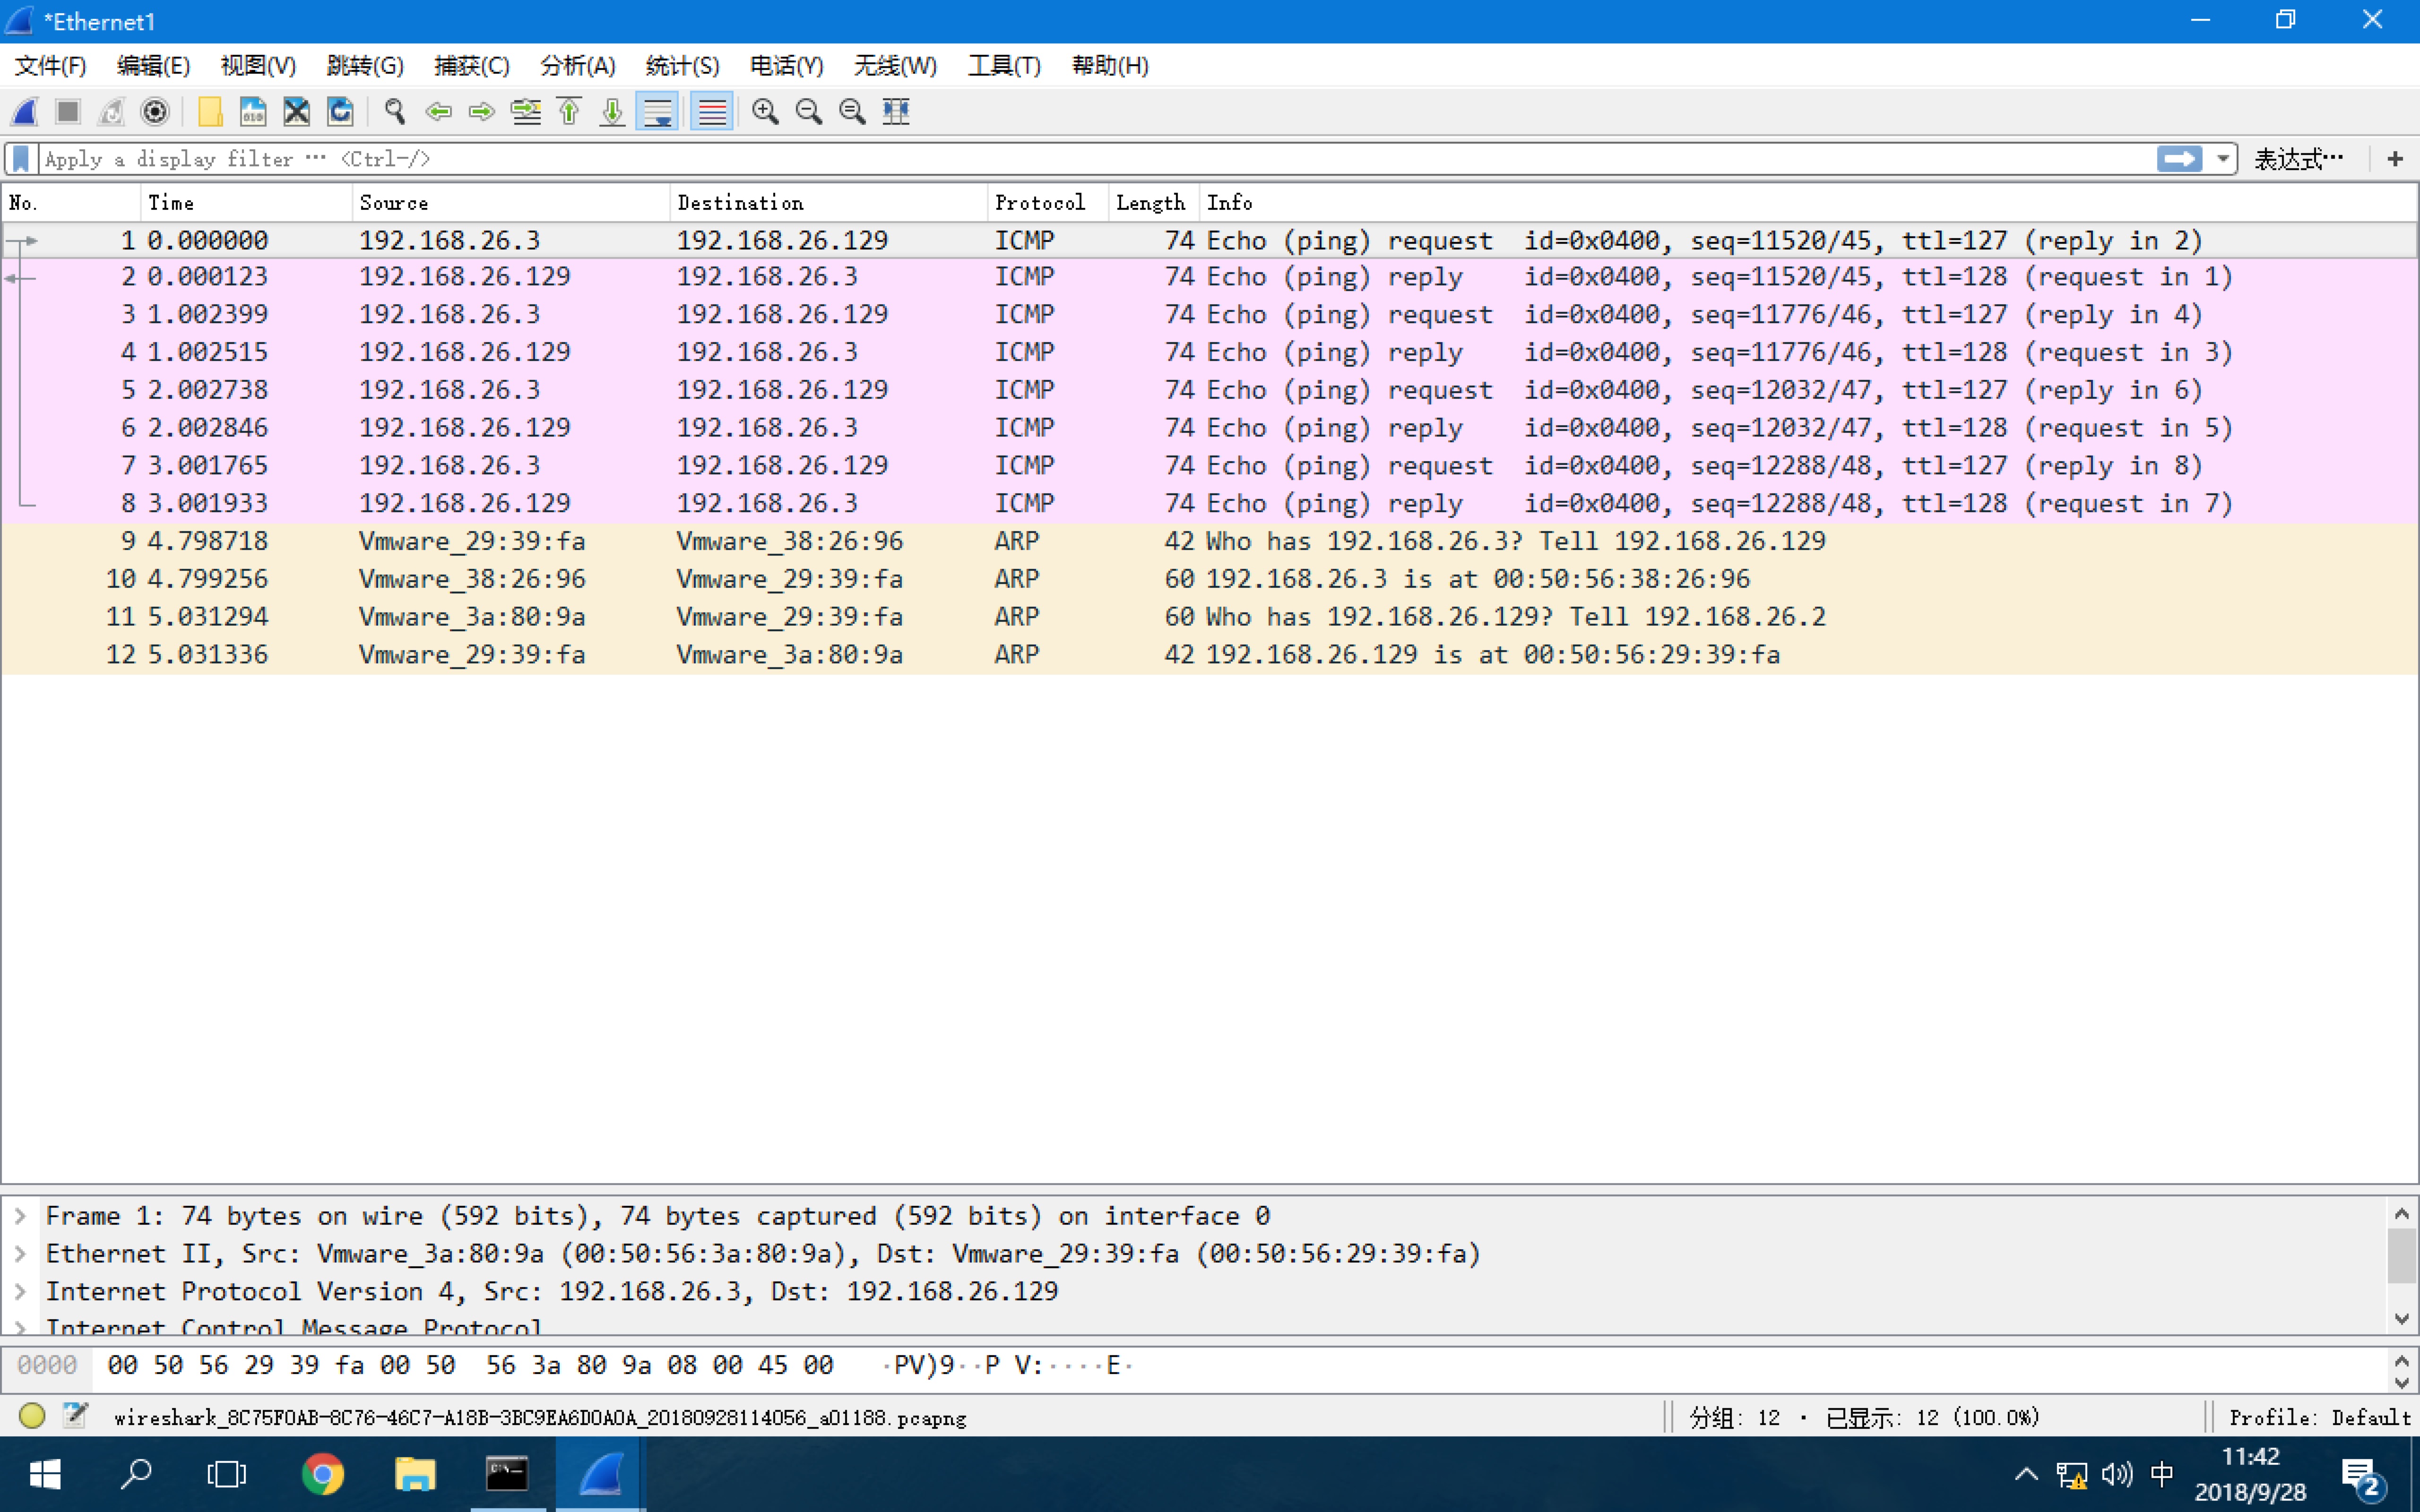 *Ethernet1
文件(F) 编辑(E) 视图(V) 跳转(G) 捕获(C) 分析(A) 统计(S) 电话(Y) 无线(W) 工具(T) 帮助(H)
Apply a display filter … <Ctrl-/> 表达式… +
No. Time Source Destination Protocol Length Info
1 0.000000 192.168.26.3 192.168.26.129 ICMP 74 Echo (ping) request id=0x0400, seq=11520/45, ttl=127 (reply in 2)
2 0.000123 192.168.26.129 192.168.26.3 ICMP 74 Echo (ping) reply id=0x0400, seq=11520/45, ttl=128 (request in 1)
3 1.002399 192.168.26.3 192.168.26.129 ICMP 74 Echo (ping) request id=0x0400, seq=11776/46, ttl=127 (reply in 4)
4 1.002515 192.168.26.129 192.168.26.3 ICMP 74 Echo (ping) reply id=0x0400, seq=11776/46, ttl=128 (request in 3)
5 2.002738 192.168.26.3 192.168.26.129 ICMP 74 Echo (ping) request id=0x0400, seq=12032/47, ttl=127 (reply in 6)
6 2.002846 192.168.26.129 192.168.26.3 ICMP 74 Echo (ping) reply id=0x0400, seq=12032/47, ttl=128 (request in 5)
7 3.001765 192.168.26.3 192.168.26.129 ICMP 74 Echo (ping) request id=0x0400, seq=12288/48, ttl=127 (reply in 8)
8 3.001933 192.168.26.129 192.168.26.3 ICMP 74 Echo (ping) reply id=0x0400, seq=12288/48, ttl=128 (request in 7)
9 4.798718 Vmware_29:39:fa Vmware_38:26:96 ARP 42 Who has 192.168.26.3? Tell 192.168.26.129
10 4.799256 Vmware_38:26:96 Vmware_29:39:fa ARP 60 192.168.26.3 is at 00:50:56:38:26:96
11 5.031294 Vmware_3a:80:9a Vmware_29:39:fa ARP 60 Who has 192.168.26.129? Tell 192.168.26.2
12 5.031336 Vmware_29:39:fa Vmware_3a:80:9a ARP 42 192.168.26.129 is at 00:50:56:29:39:fa
Frame 1: 74 bytes on wire (592 bits), 74 bytes captured (592 bits) on interface 0
Ethernet II, Src: Vmware_3a:80:9a (00:50:56:3a:80:9a), Dst: Vmware_29:39:fa (00:50:56:29:39:fa)
Internet Protocol Version 4, Src: 192.168.26.3, Dst: 192.168.26.129
Internet Control Message Protocol
0000 00 50 56 29 39 fa 00 50 56 3a 80 9a 08 00 45 00 ·PV)9··P V:····E·
wireshark_8C75F0AB-8C76-46C7-A18B-3BC9EA6D0A0A_20180928114056_a01188.pcapng 分组: 12 · 已显示: 12 (100.0%) Profile: Default
中 11:42
2018/9/28 2